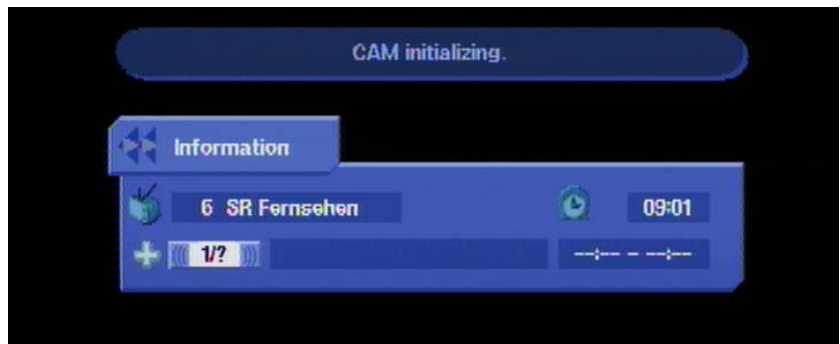 CAM initializing.
Information
6 SR Fernsehen 09:01
1/? --:-- - --:--